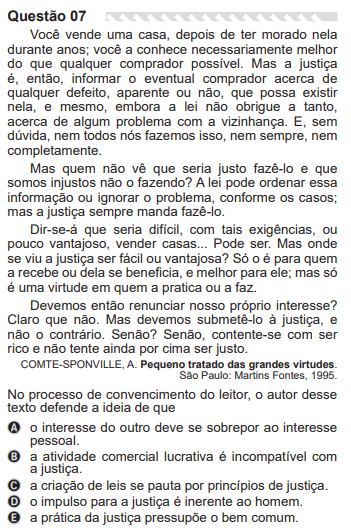 Questão 07
Você vende uma casa, depois de ter morado nela
durante anos; você a conhece necessariamente melhor
do que qualquer comprador possível. Mas a justiça
é, então, informar o eventual comprador acerca de
qualquer defeito, aparente ou não, que possa existir
nela, e mesmo, embora a lei não obrigue a tanto,
acerca de algum problema com a vizinhança. E, sem
dúvida, nem todos nós fazemos isso, nem sempre, nem
completamente.
Mas quem não vê que seria justo fazê-lo e que
somos injustos não o fazendo? A lei pode ordenar essa
informação ou ignorar o problema, conforme os casos;
mas a justiça sempre manda fazê-lo.
Dir-se-á que seria difícil, com tais exigências, ou
pouco vantajoso, vender casas... Pode ser. Mas onde
se viu a justiça ser fácil ou vantajosa? Só o é para quem
a recebe ou dela se beneficia, e melhor para ele; mas só
é uma virtude em quem a pratica ou a faz.
Devemos então renunciar nosso próprio interesse?
Claro que não. Mas devemos submetê-lo à justiça, e
não o contrário. Senão? Senão, contente-se com ser
rico e não tente ainda por cima ser justo.
COMTE-SPONVILLE, A. Pequeno tratado das grandes virtudes.
São Paulo: Martins Fontes, 1995.
No processo de convencimento do leitor, o autor desse
texto defende a ideia de que
A o interesse do outro deve se sobrepor ao interesse
pessoal.
B a atividade comercial lucrativa é incompatível com
a justiça.
C a criação de leis se pauta por princípios de justiça.
D o impulso para a justiça é inerente ao homem.
E a prática da justiça pressupõe o bem comum.